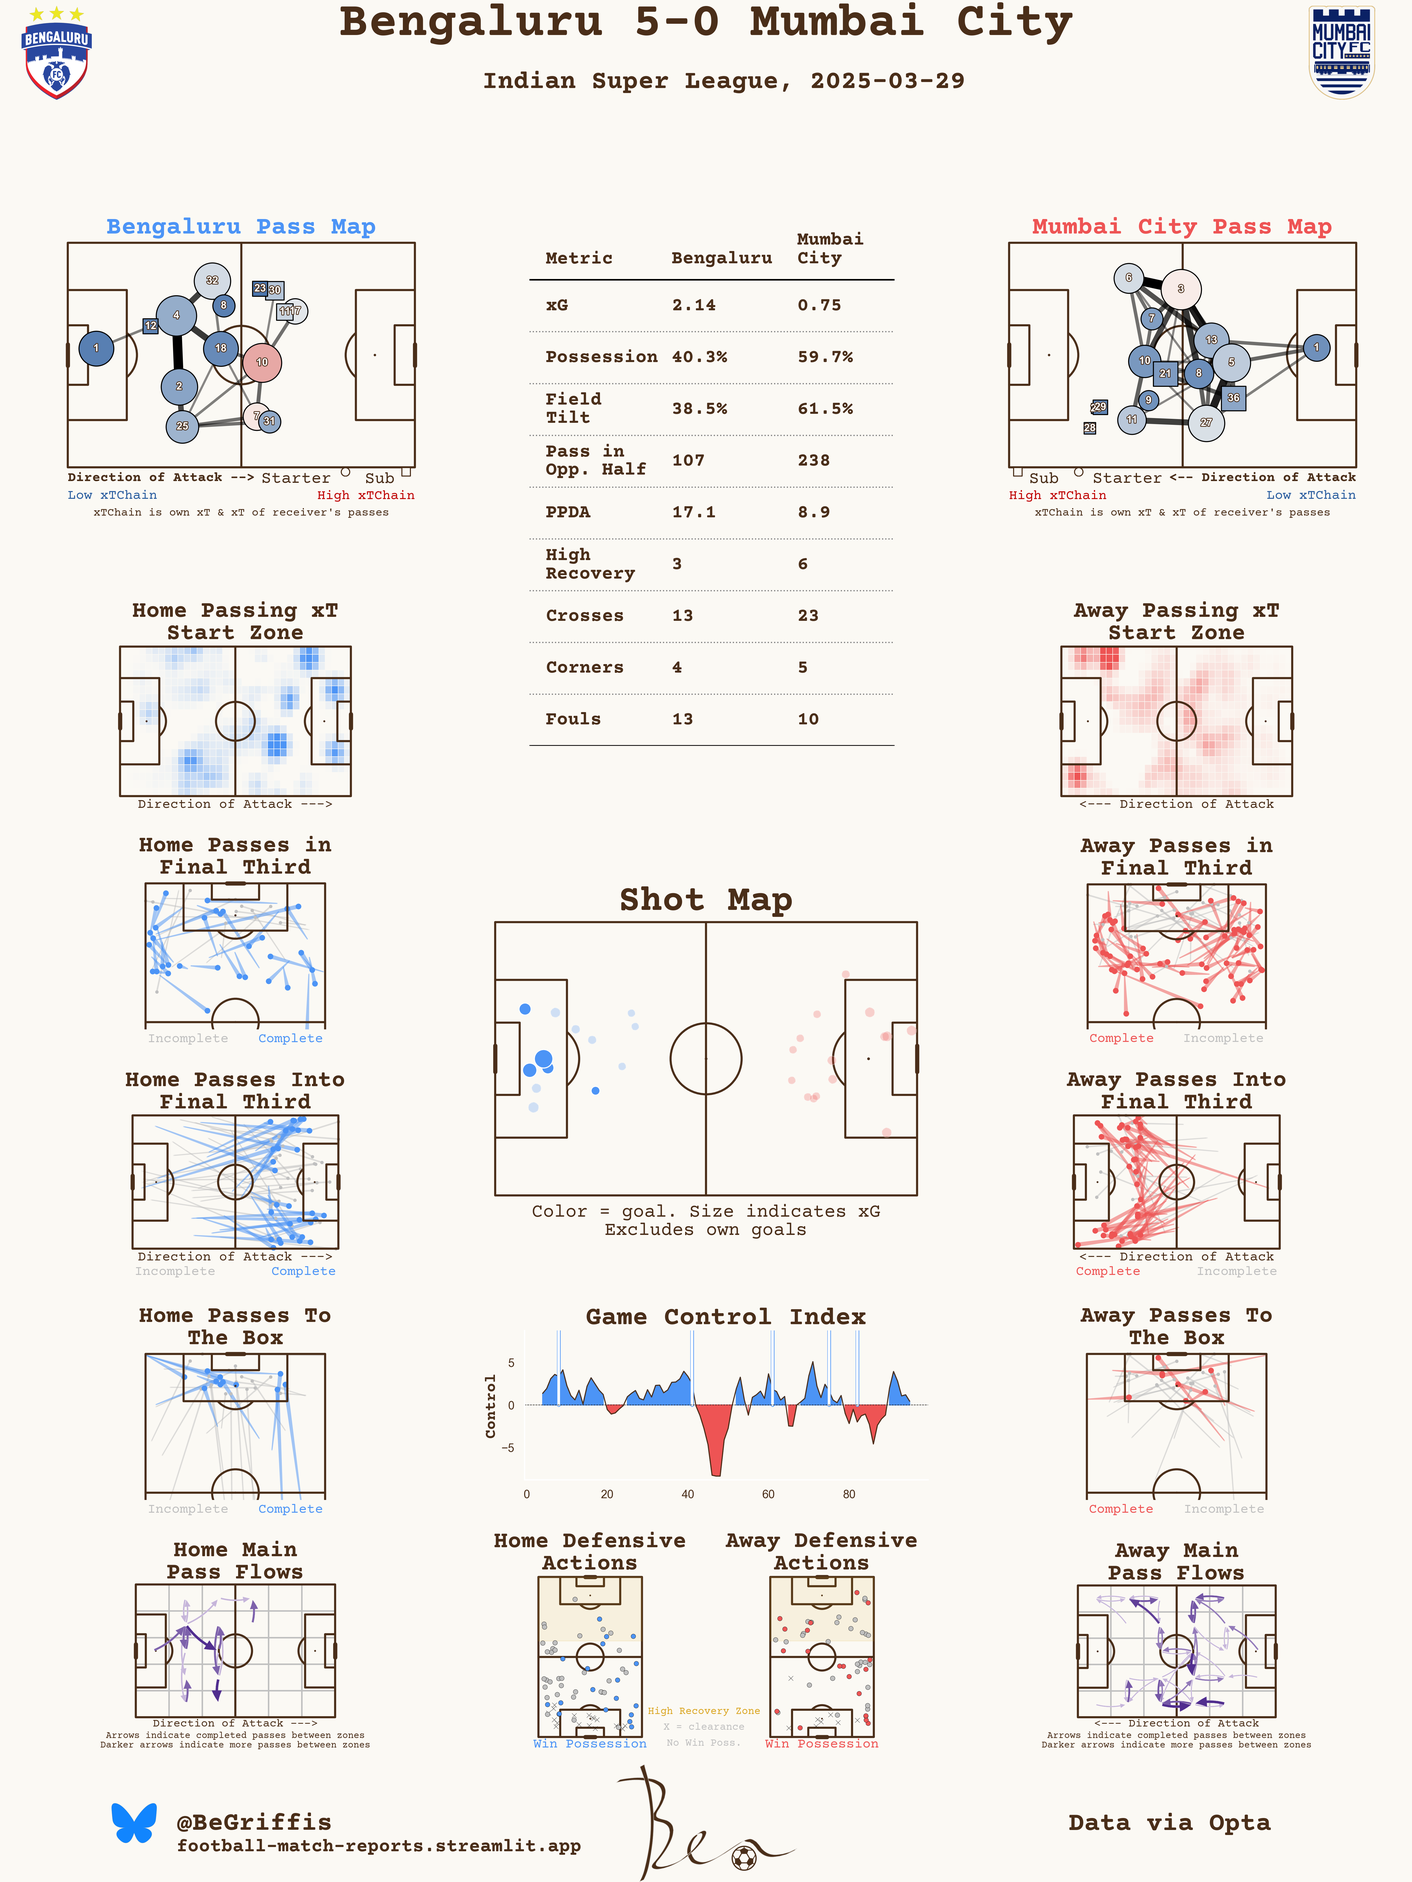 Bengaluru 5-0 Mumbai City
Indian Super League, 2025-03-29
BENGALURU
FC
MUMBAI
CITY FC
Bengaluru Pass Map
32
4
8
23
30
11
17
12
1
18
10
2
25
7
31
Direction of Attack --> Starter Sub
Low xTChain High xTChain
xTChain is own xT & xT of receiver's passes
Metric Bengaluru Mumbai City
xG 2.14 0.75
Possession 40.3% 59.7%
Field Tilt 38.5% 61.5%
Pass in Opp. Half 107 238
PPDA 17.1 8.9
High Recovery 3 6
Crosses 13 23
Corners 4 5
Fouls 13 10
Mumbai City Pass Map
6
3
7
13
1
10
21
8
5
9
36
29
28
11
27
Sub Starter <-- Direction of Attack
High xTChain Low xTChain
xTChain is own xT & xT of receiver's passes
Home Passing xT
Start Zone
Direction of Attack --->
Away Passing xT
Start Zone
<--- Direction of Attack
Home Passes in
Final Third
Incomplete Complete
Away Passes in
Final Third
Complete Incomplete
Shot Map
Color = goal. Size indicates xG
Excludes own goals
Home Passes Into
Final Third
Direction of Attack --->
Incomplete Complete
Away Passes Into
Final Third
<--- Direction of Attack
Complete Incomplete
Home Passes To
The Box
Incomplete Complete
Game Control Index
Control
5
0
−5
0 20 40 60 80
Away Passes To
The Box
Complete Incomplete
Home Main
Pass Flows
Direction of Attack --->
Arrows indicate completed passes between zones
Darker arrows indicate more passes between zones
Home Defensive
Actions
Win Possession
Away Defensive
Actions
Win Possession
High Recovery Zone
X = clearance
No Win Poss.
Away Main
Pass Flows
<--- Direction of Attack
Arrows indicate completed passes between zones
Darker arrows indicate more passes between zones
@BeGriffis
football-match-reports.streamlit.app
Ben
Data via Opta